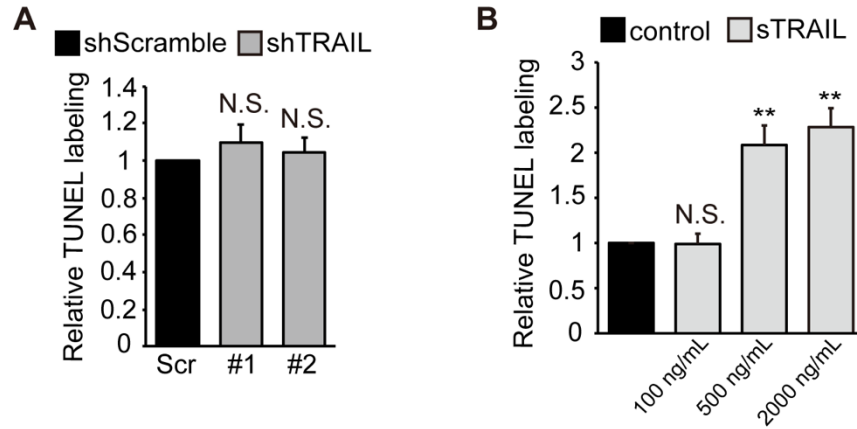 A
shScramble shTRAIL
Relative TUNEL labeling
1.4
1.2
1
0.8
0.6
0.4
0.2
0
N.S.
N.S.
Scr #1 #2
B
control sTRAIL
Relative TUNEL labeling
3
2.5
2
1.5
1
0.5
0
N.S.
**
**
100 ng/mL
500 ng/mL
2000 ng/mL